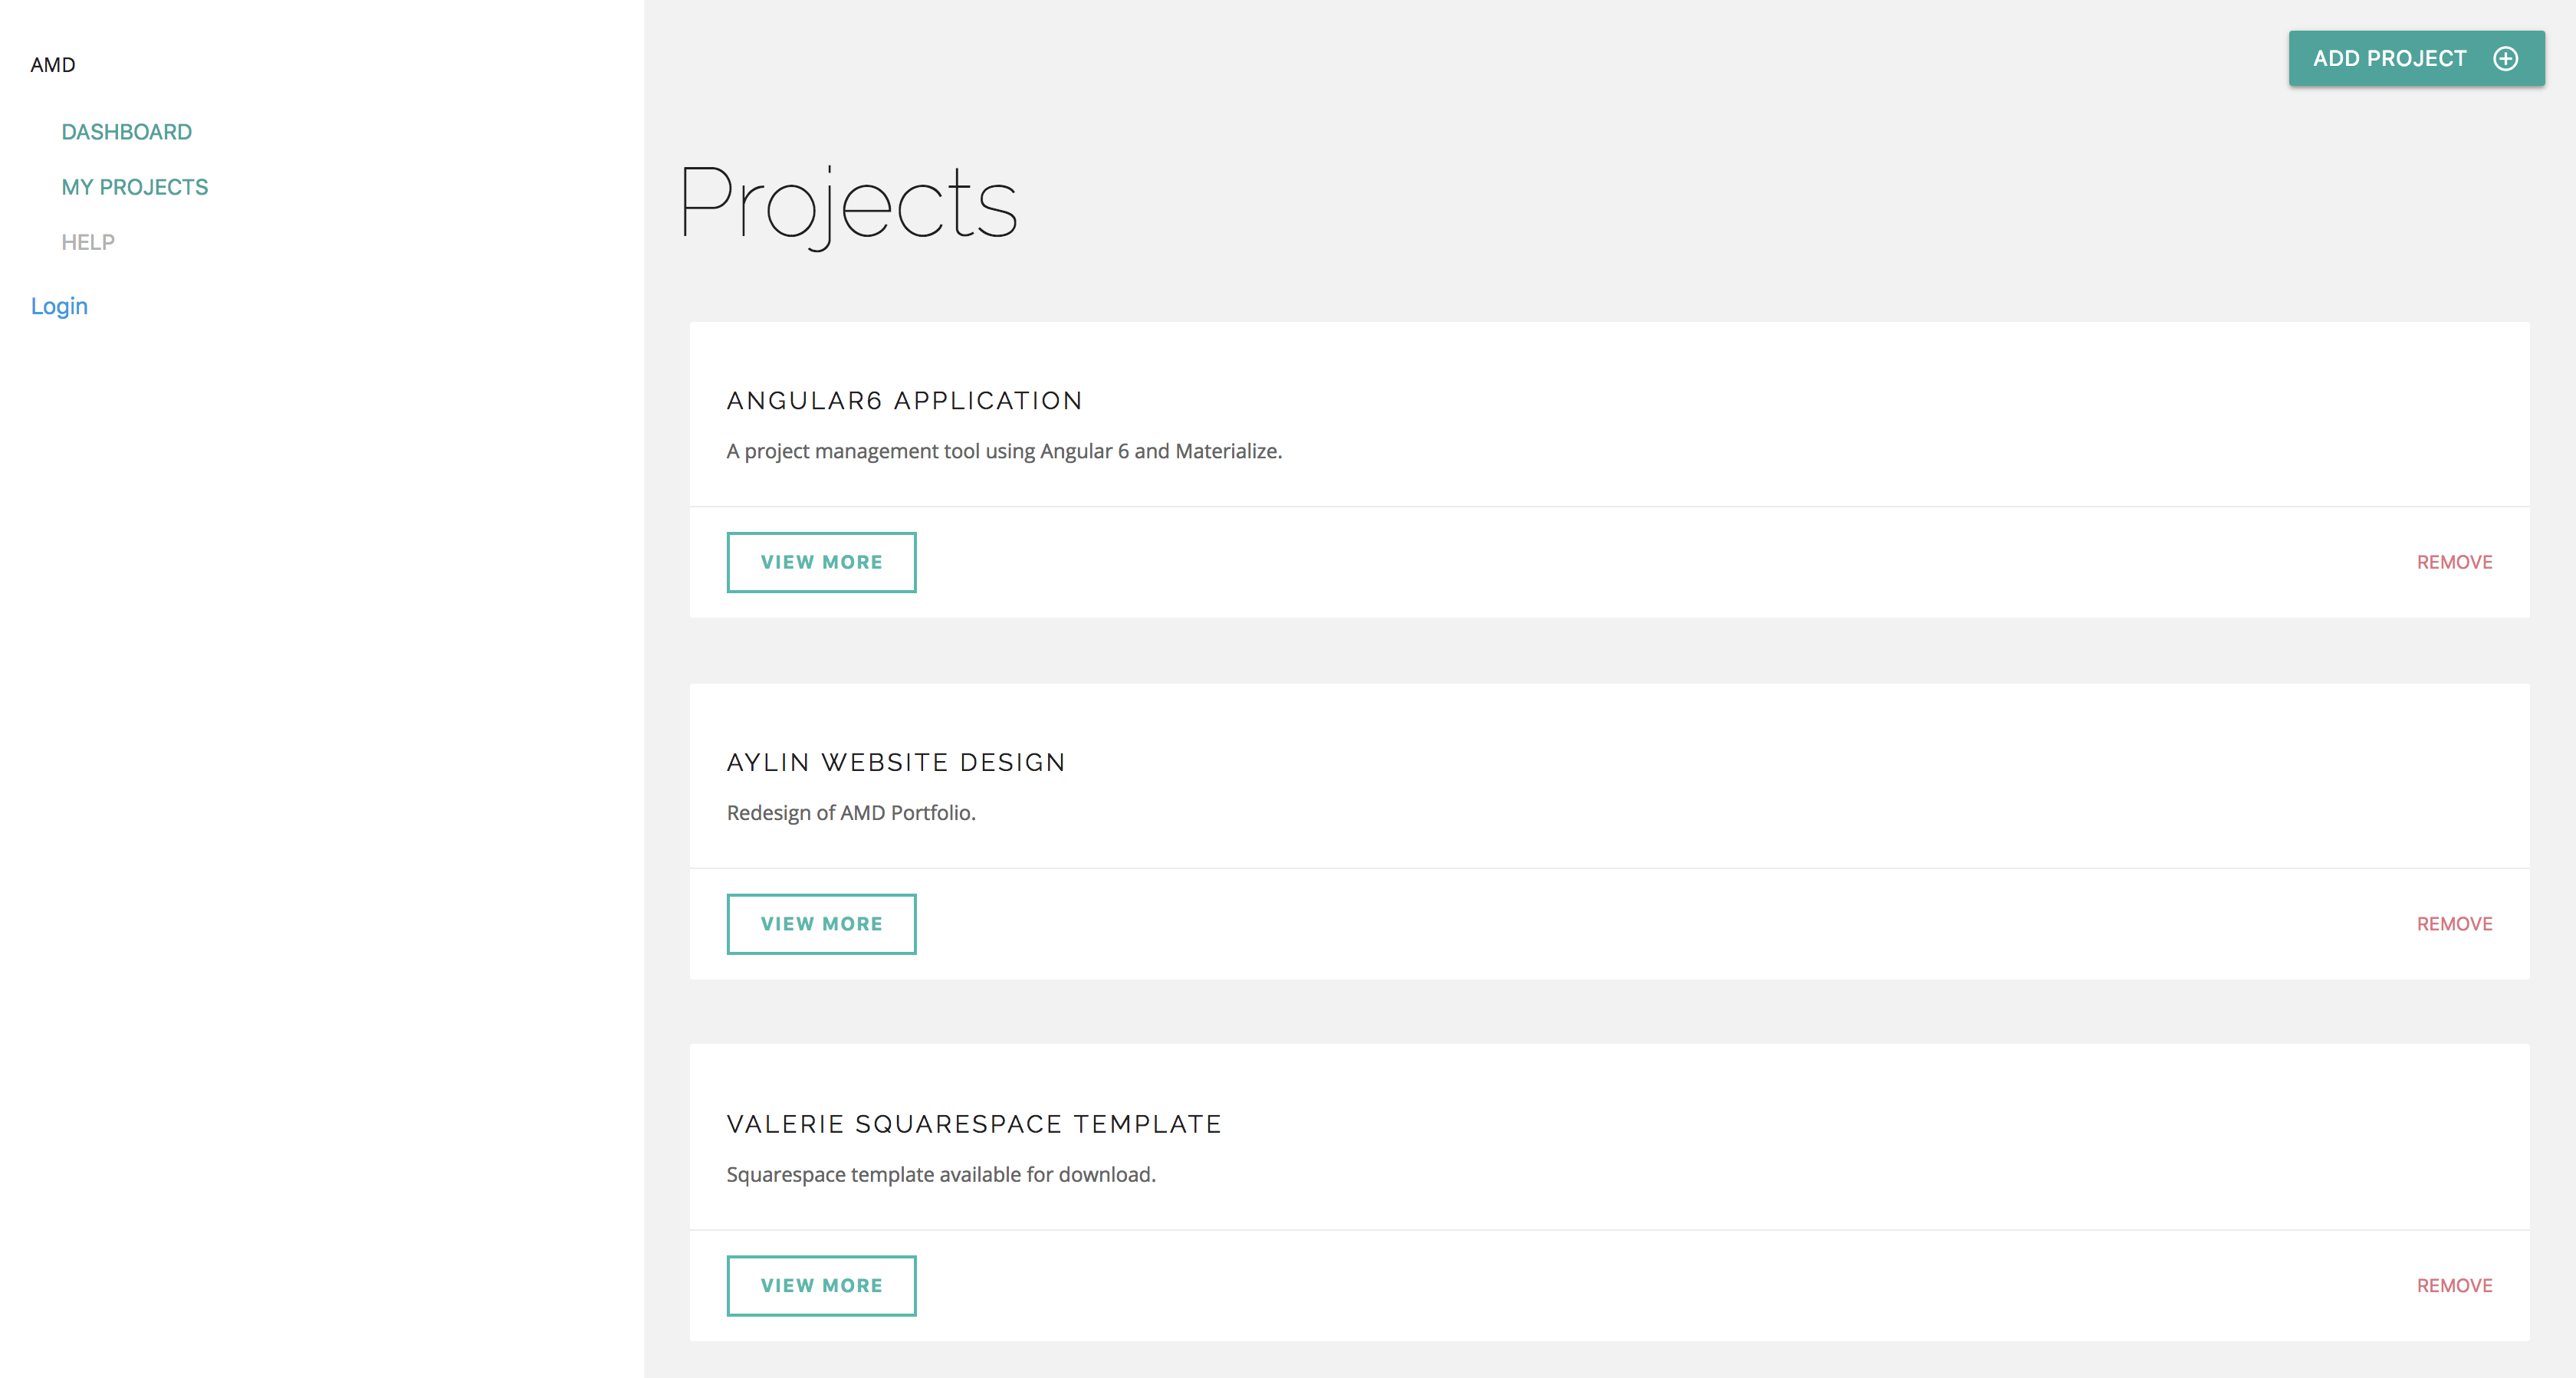 AMD
DASHBOARD
MY PROJECTS
HELP
Login
ADD PROJECT
Projects
ANGULAR6 APPLICATION
A project management tool using Angular 6 and Materialize.
VIEW MORE
REMOVE
AYLIN WEBSITE DESIGN
Redesign of AMD Portfolio.
VIEW MORE
REMOVE
VALERIE SQUARESPACE TEMPLATE
Squarespace template available for download.
VIEW MORE
REMOVE